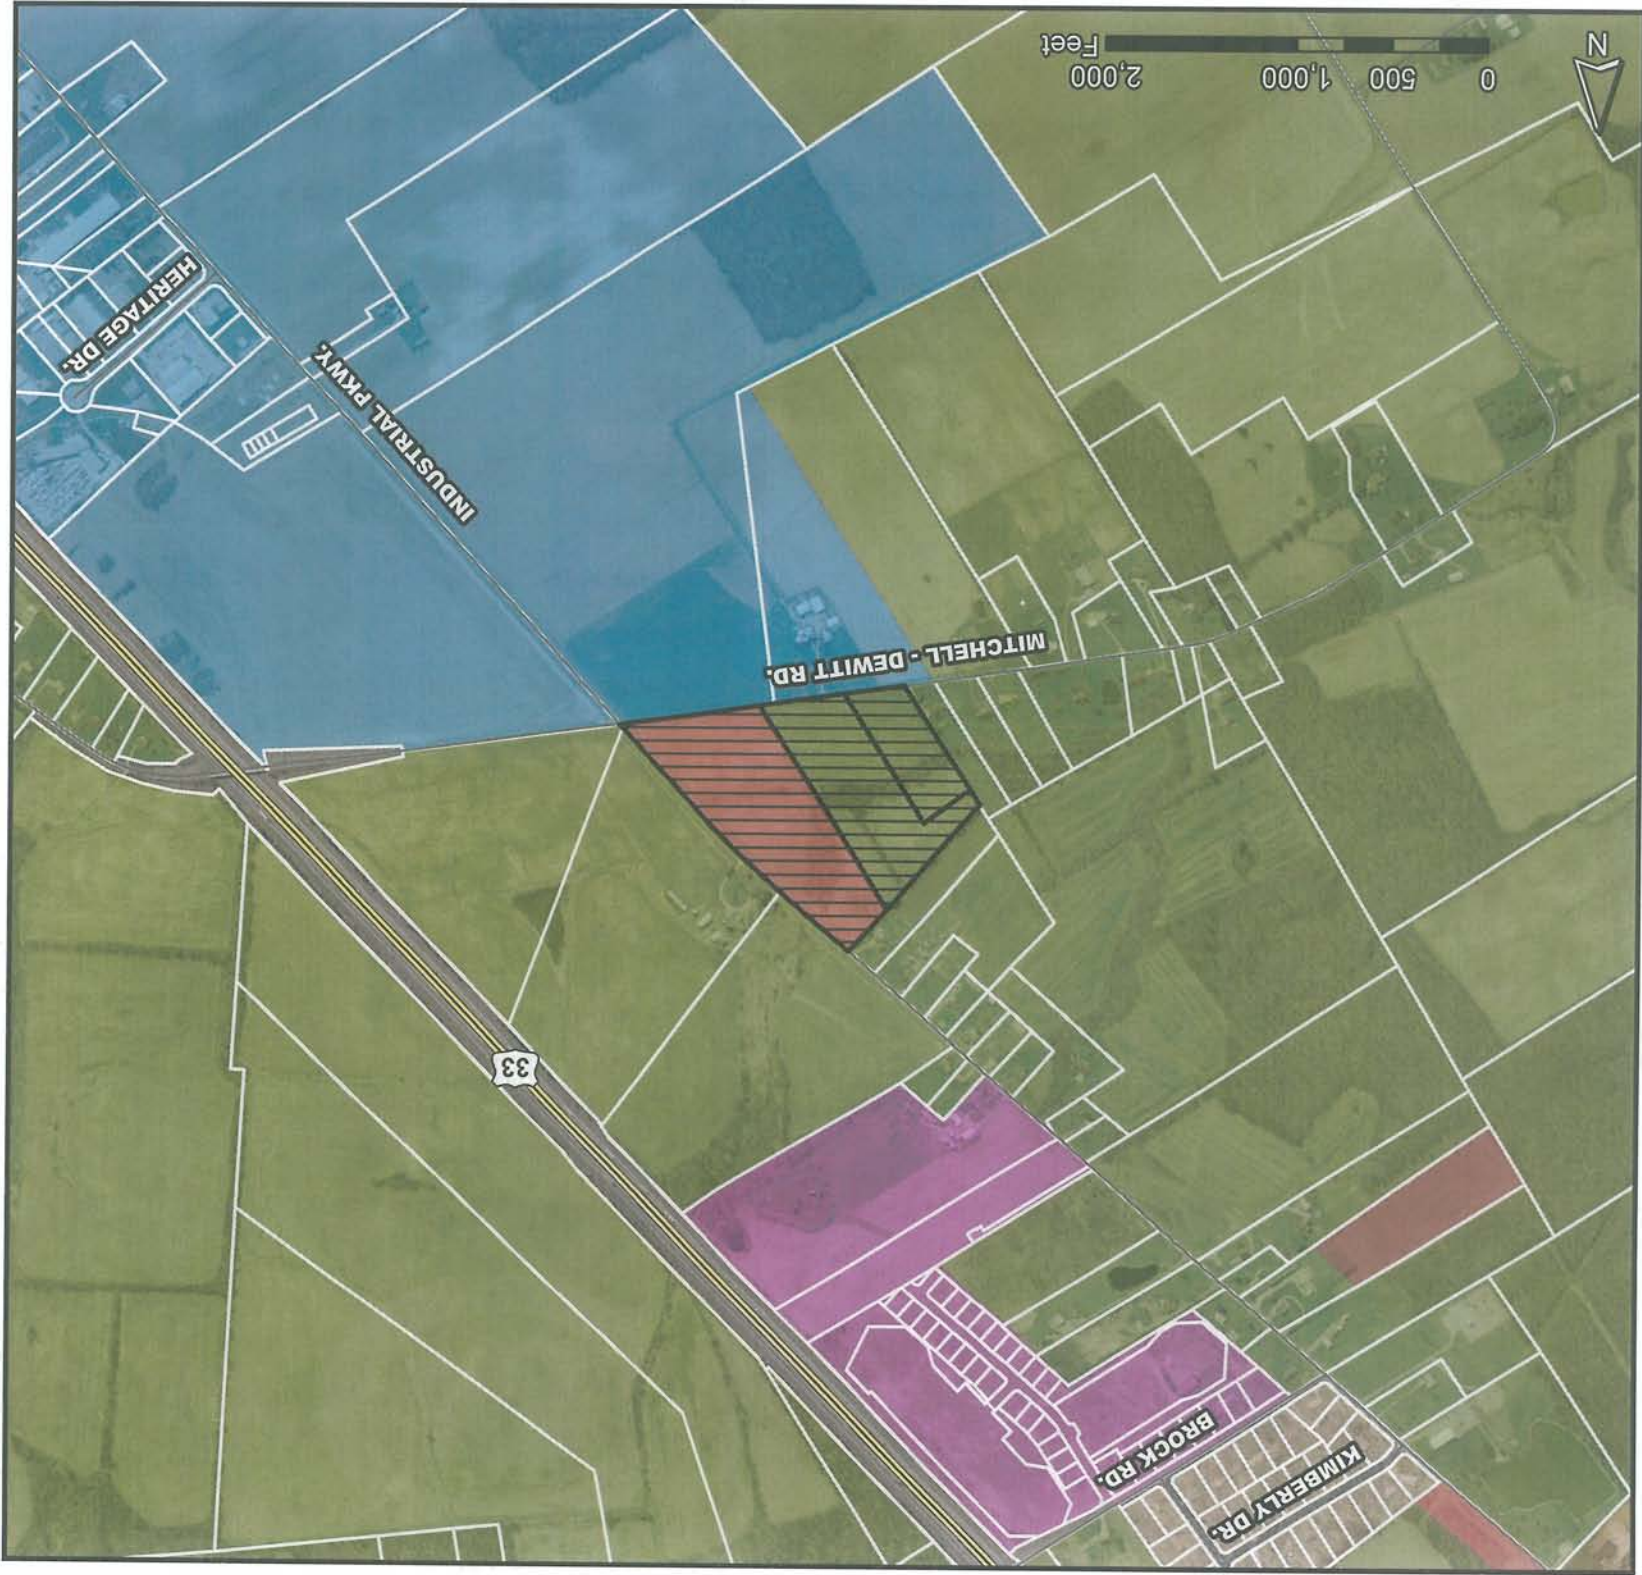 KIMBERLY DR.
BROCK RD.
33
MITCHELL - DEWITT RD.
INDUSTRIAL PKWY.
HERITAGE DR.
N
0 500 1,000 2,000
Feet